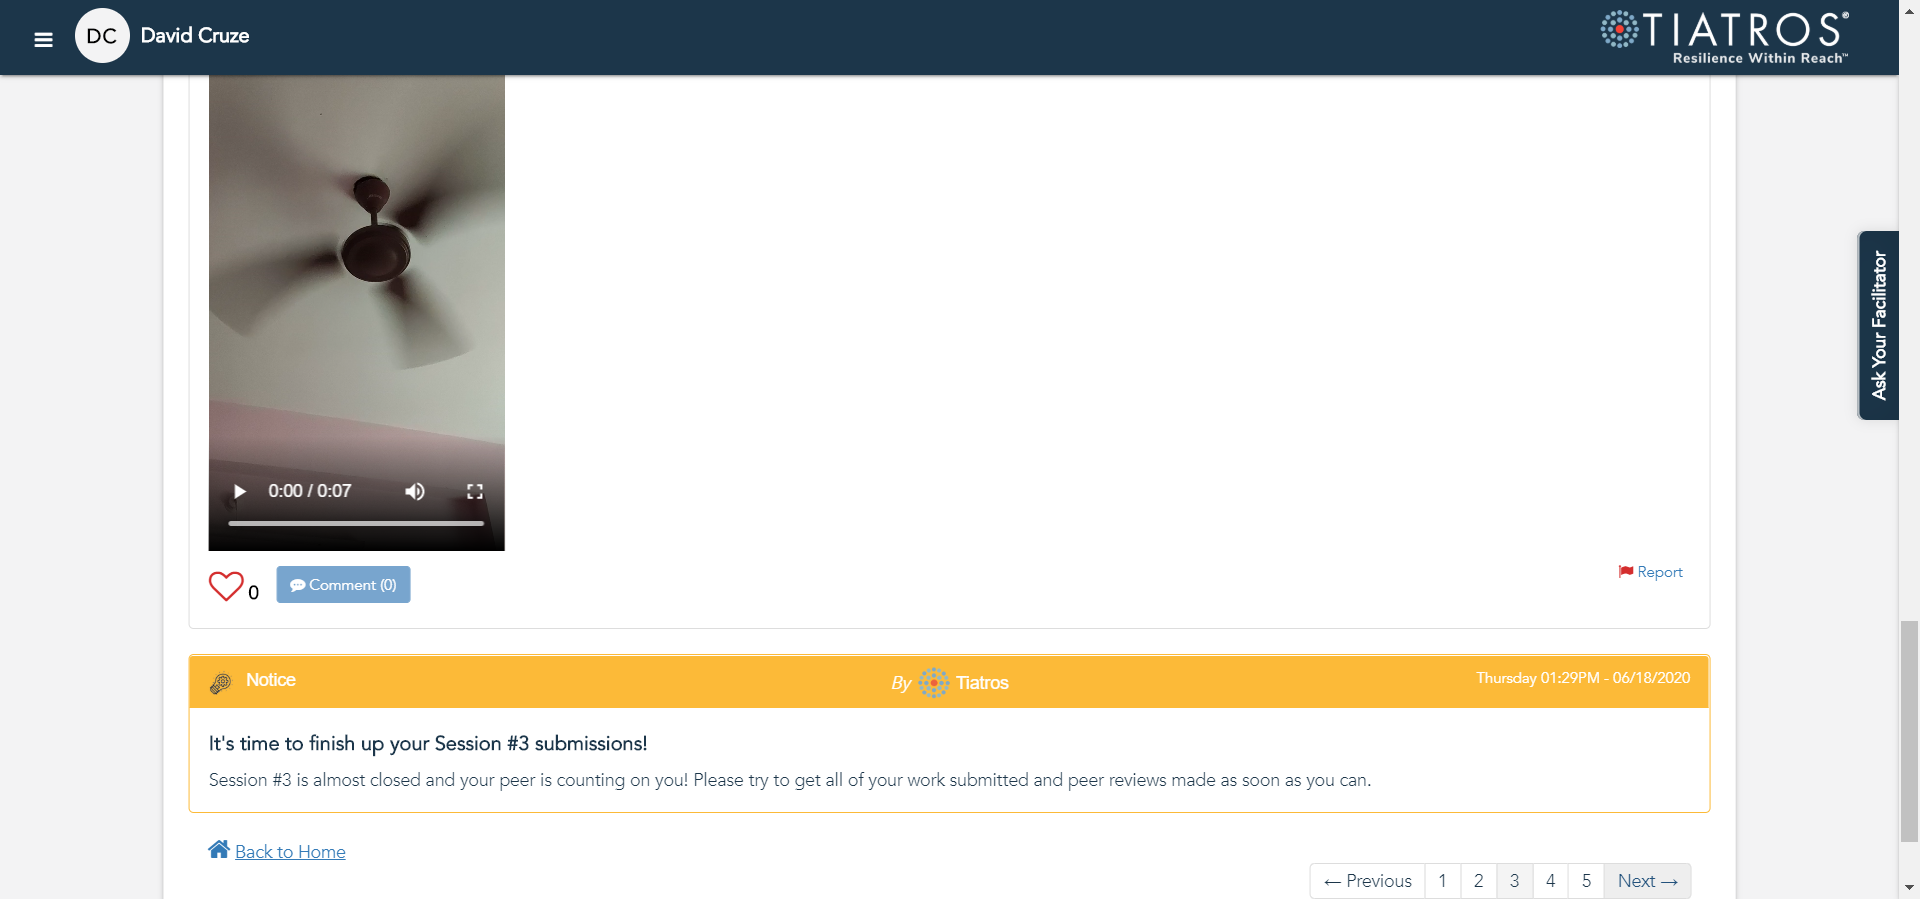 DC David Cruze
TIATROS®
Resilience Within Reach™
Ask Your Facilitator
0:00 / 0:07
0 Comment (0)
Report
Notice By Tiatros Thursday 01:29PM - 06/18/2020
It's time to finish up your Session #3 submissions!
Session #3 is almost closed and your peer is counting on you! Please try to get all of your work submitted and peer reviews made as soon as you can.
Back to Home
← Previous 1 2 3 4 5 Next →